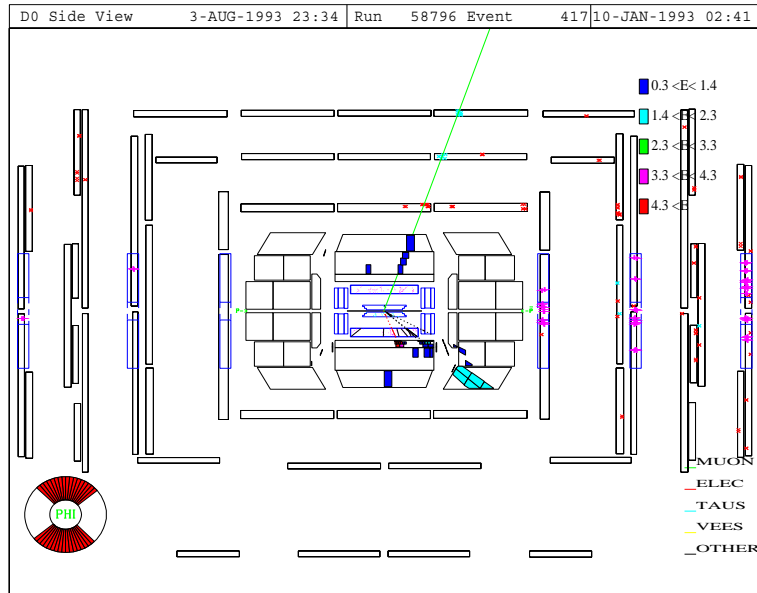 D0 Side View 3-AUG-1993 23:34 Run 58796 Event 417 10-JAN-1993 02:41
0.3 <E< 1.4
1.4 <E< 2.3
2.3 <E< 3.3
3.3 <E< 4.3
4.3 <E
PHI
MUON
ELEC
TAUS
VEES
OTHER